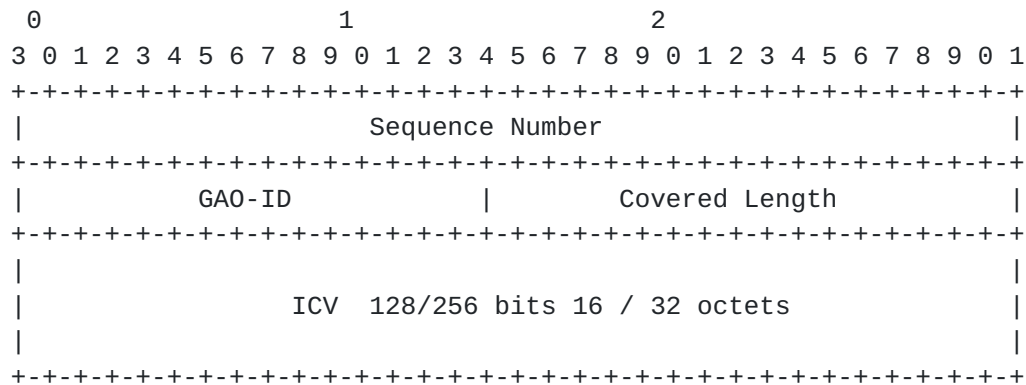 0                   1                   2
3 0 1 2 3 4 5 6 7 8 9 0 1 2 3 4 5 6 7 8 9 0 1 2 3 4 5 6 7 8 9 0 1
+-+-+-+-+-+-+-+-+-+-+-+-+-+-+-+-+-+-+-+-+-+-+-+-+-+-+-+-+-+-+-+-+
|                      Sequence Number                          |
+-+-+-+-+-+-+-+-+-+-+-+-+-+-+-+-+-+-+-+-+-+-+-+-+-+-+-+-+-+-+-+-+
|           GAO-ID            |        Covered Length           |
+-+-+-+-+-+-+-+-+-+-+-+-+-+-+-+-+-+-+-+-+-+-+-+-+-+-+-+-+-+-+-+-+
|                                                               |
|                 ICV  128/256 bits 16 / 32 octets              |
|                                                               |
+-+-+-+-+-+-+-+-+-+-+-+-+-+-+-+-+-+-+-+-+-+-+-+-+-+-+-+-+-+-+-+-+